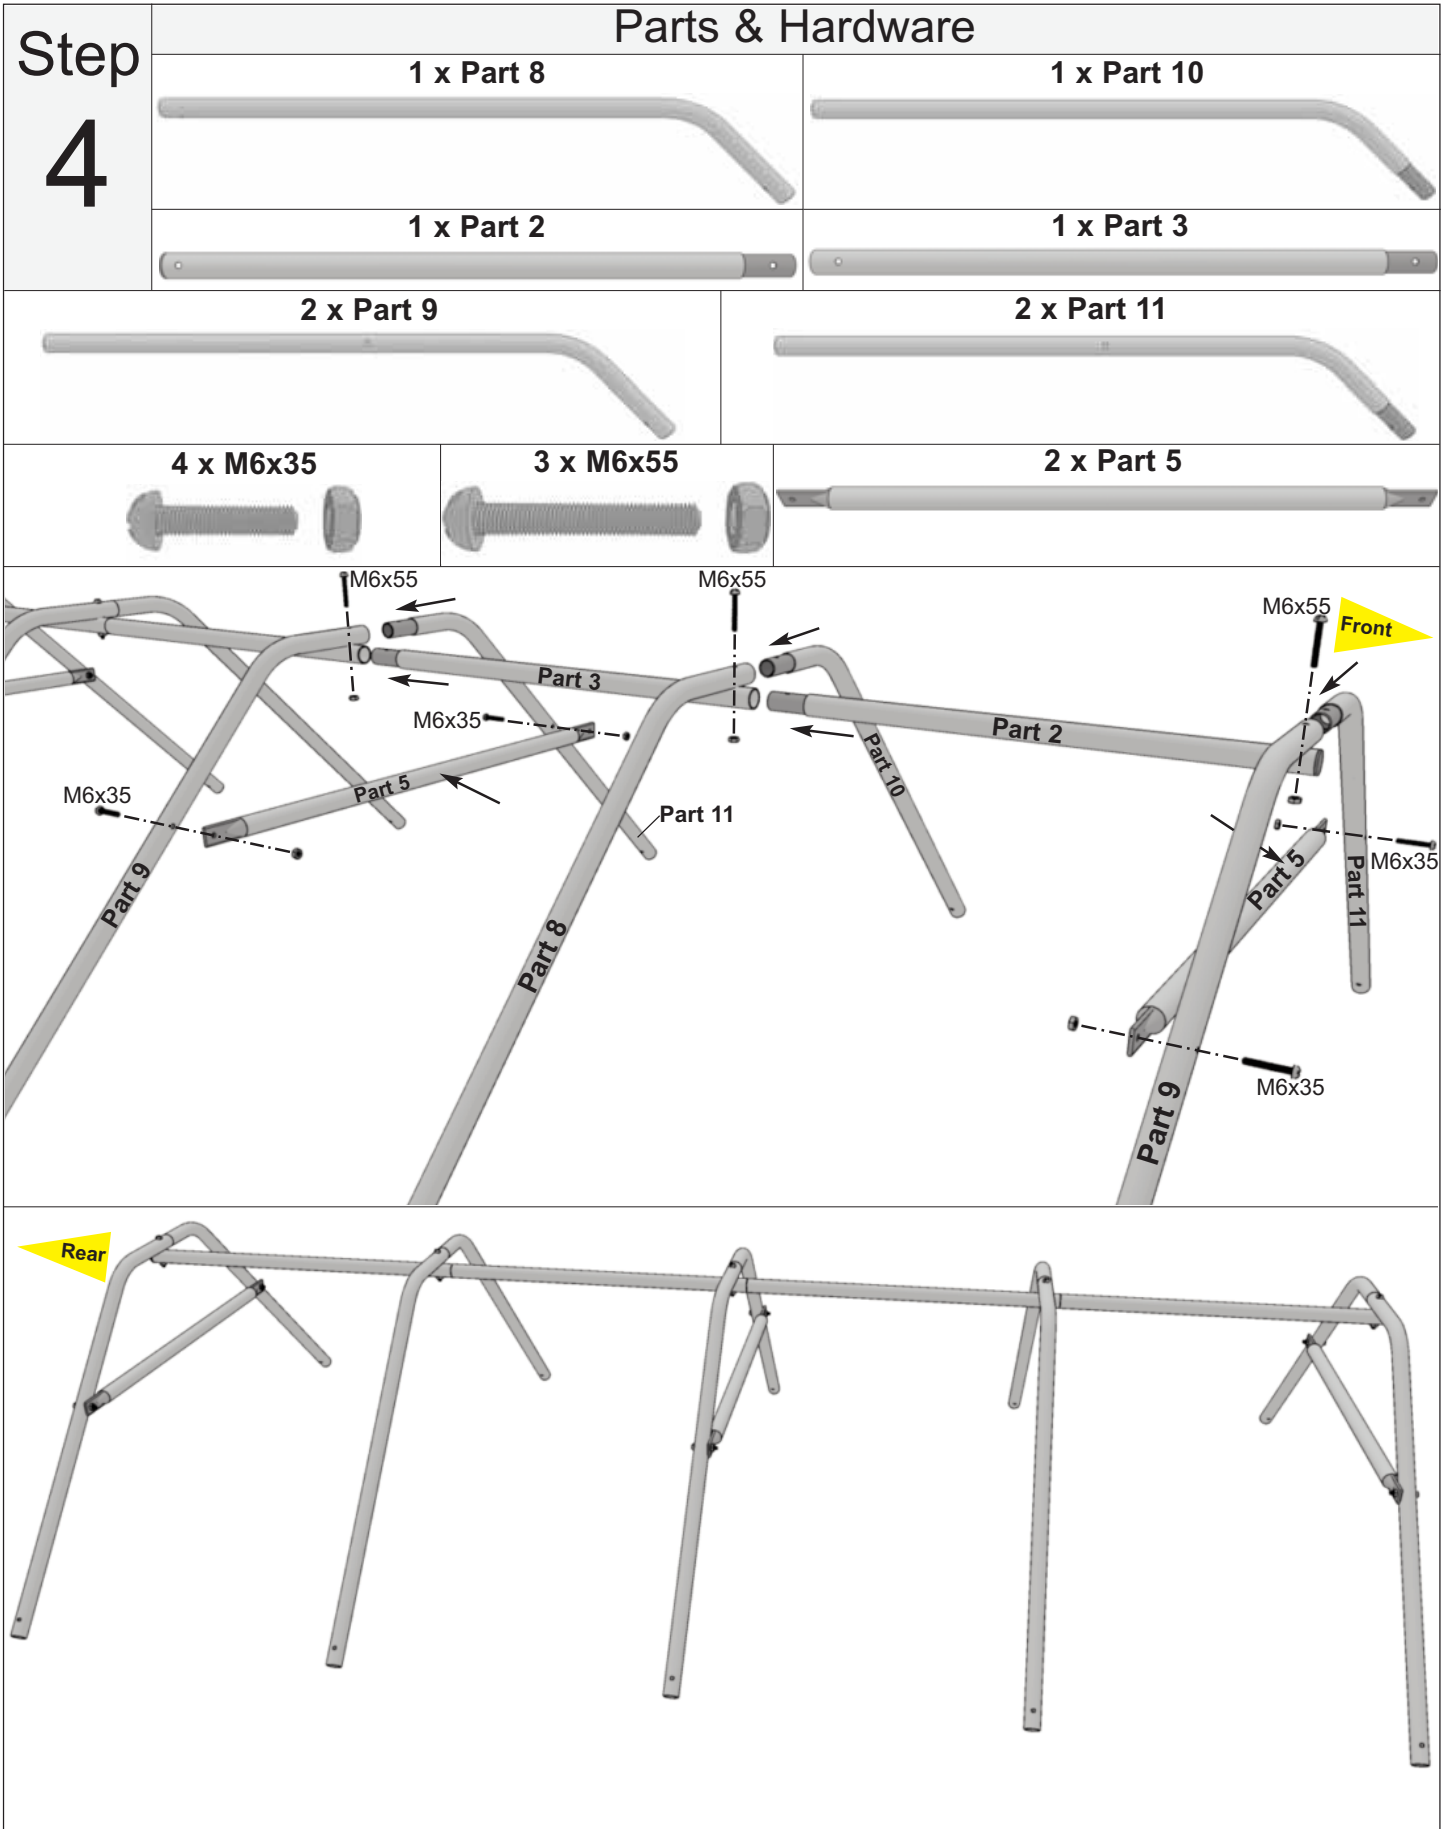 Step
4
Parts & Hardware
1 x Part 8
1 x Part 10
1 x Part 2
1 x Part 3
2 x Part 9
2 x Part 11
4 x M6x35
3 x M6x55
2 x Part 5
M6x55
M6x55
M6x55
Front
Part 3
M6x35
Part 2
Part 10
Part 5
M6x35
Part 11
Part 9
Part 8
Part 5
M6x35
Part 11
M6x35
Part 9
Rear